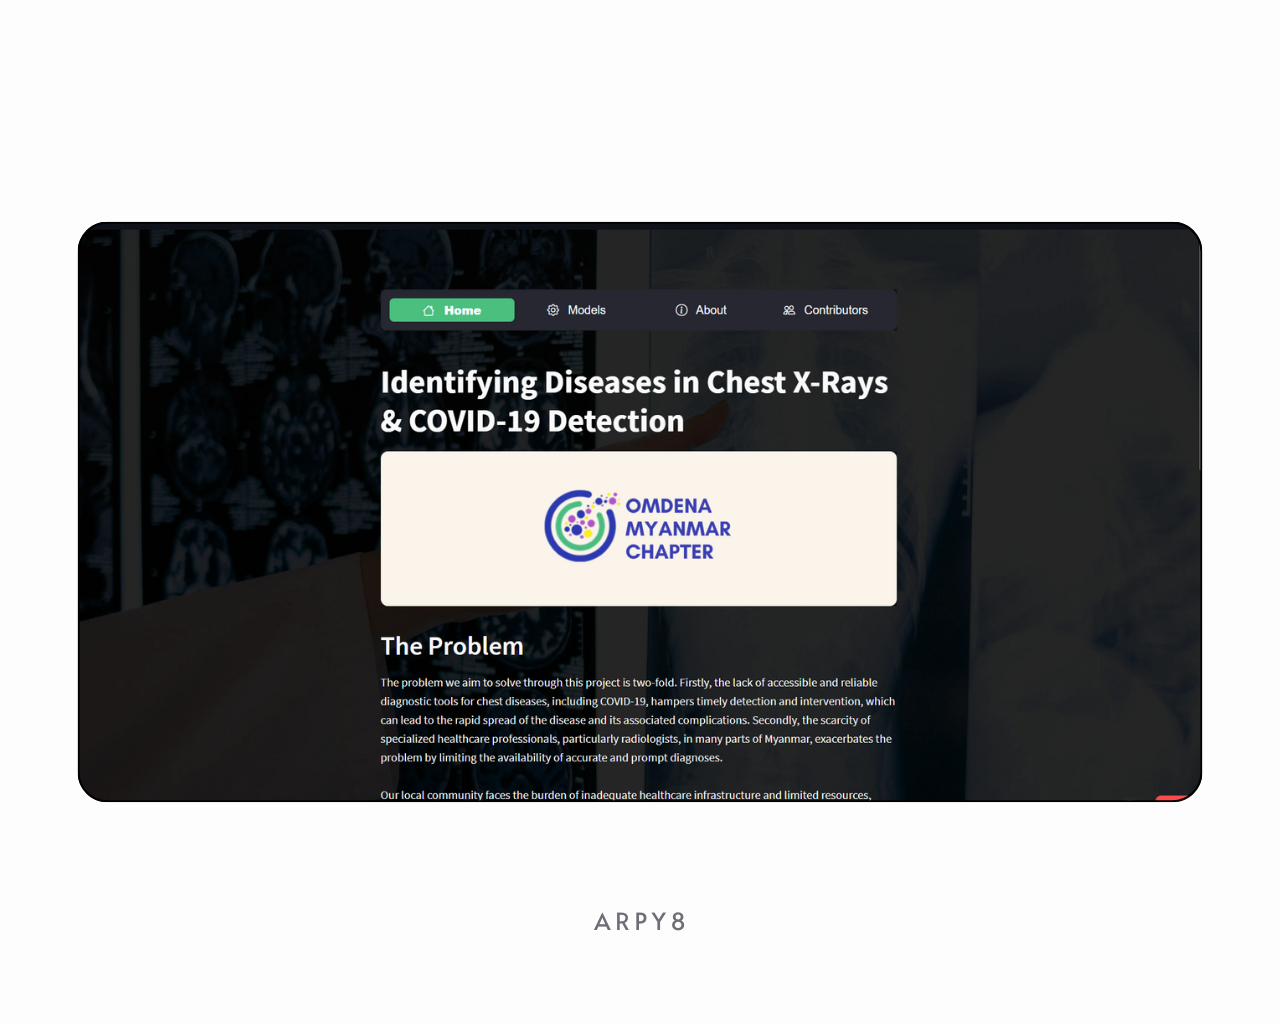 Home Models About Contributors
Identifying Diseases in Chest X-Rays
& COVID-19 Detection
OMDENA
MYANMAR
CHAPTER
The Problem
The problem we aim to solve through this project is two-fold. Firstly, the lack of accessible and reliable
diagnostic tools for chest diseases, including COVID-19, hampers timely detection and intervention, which
can lead to the rapid spread of the disease and its associated complications. Secondly, the scarcity of
specialized healthcare professionals, particularly radiologists, in many parts of Myanmar, exacerbates the
problem by limiting the availability of accurate and prompt diagnoses.
Our local community faces the burden of inadequate healthcare infrastructure and limited resources,
ARPY8